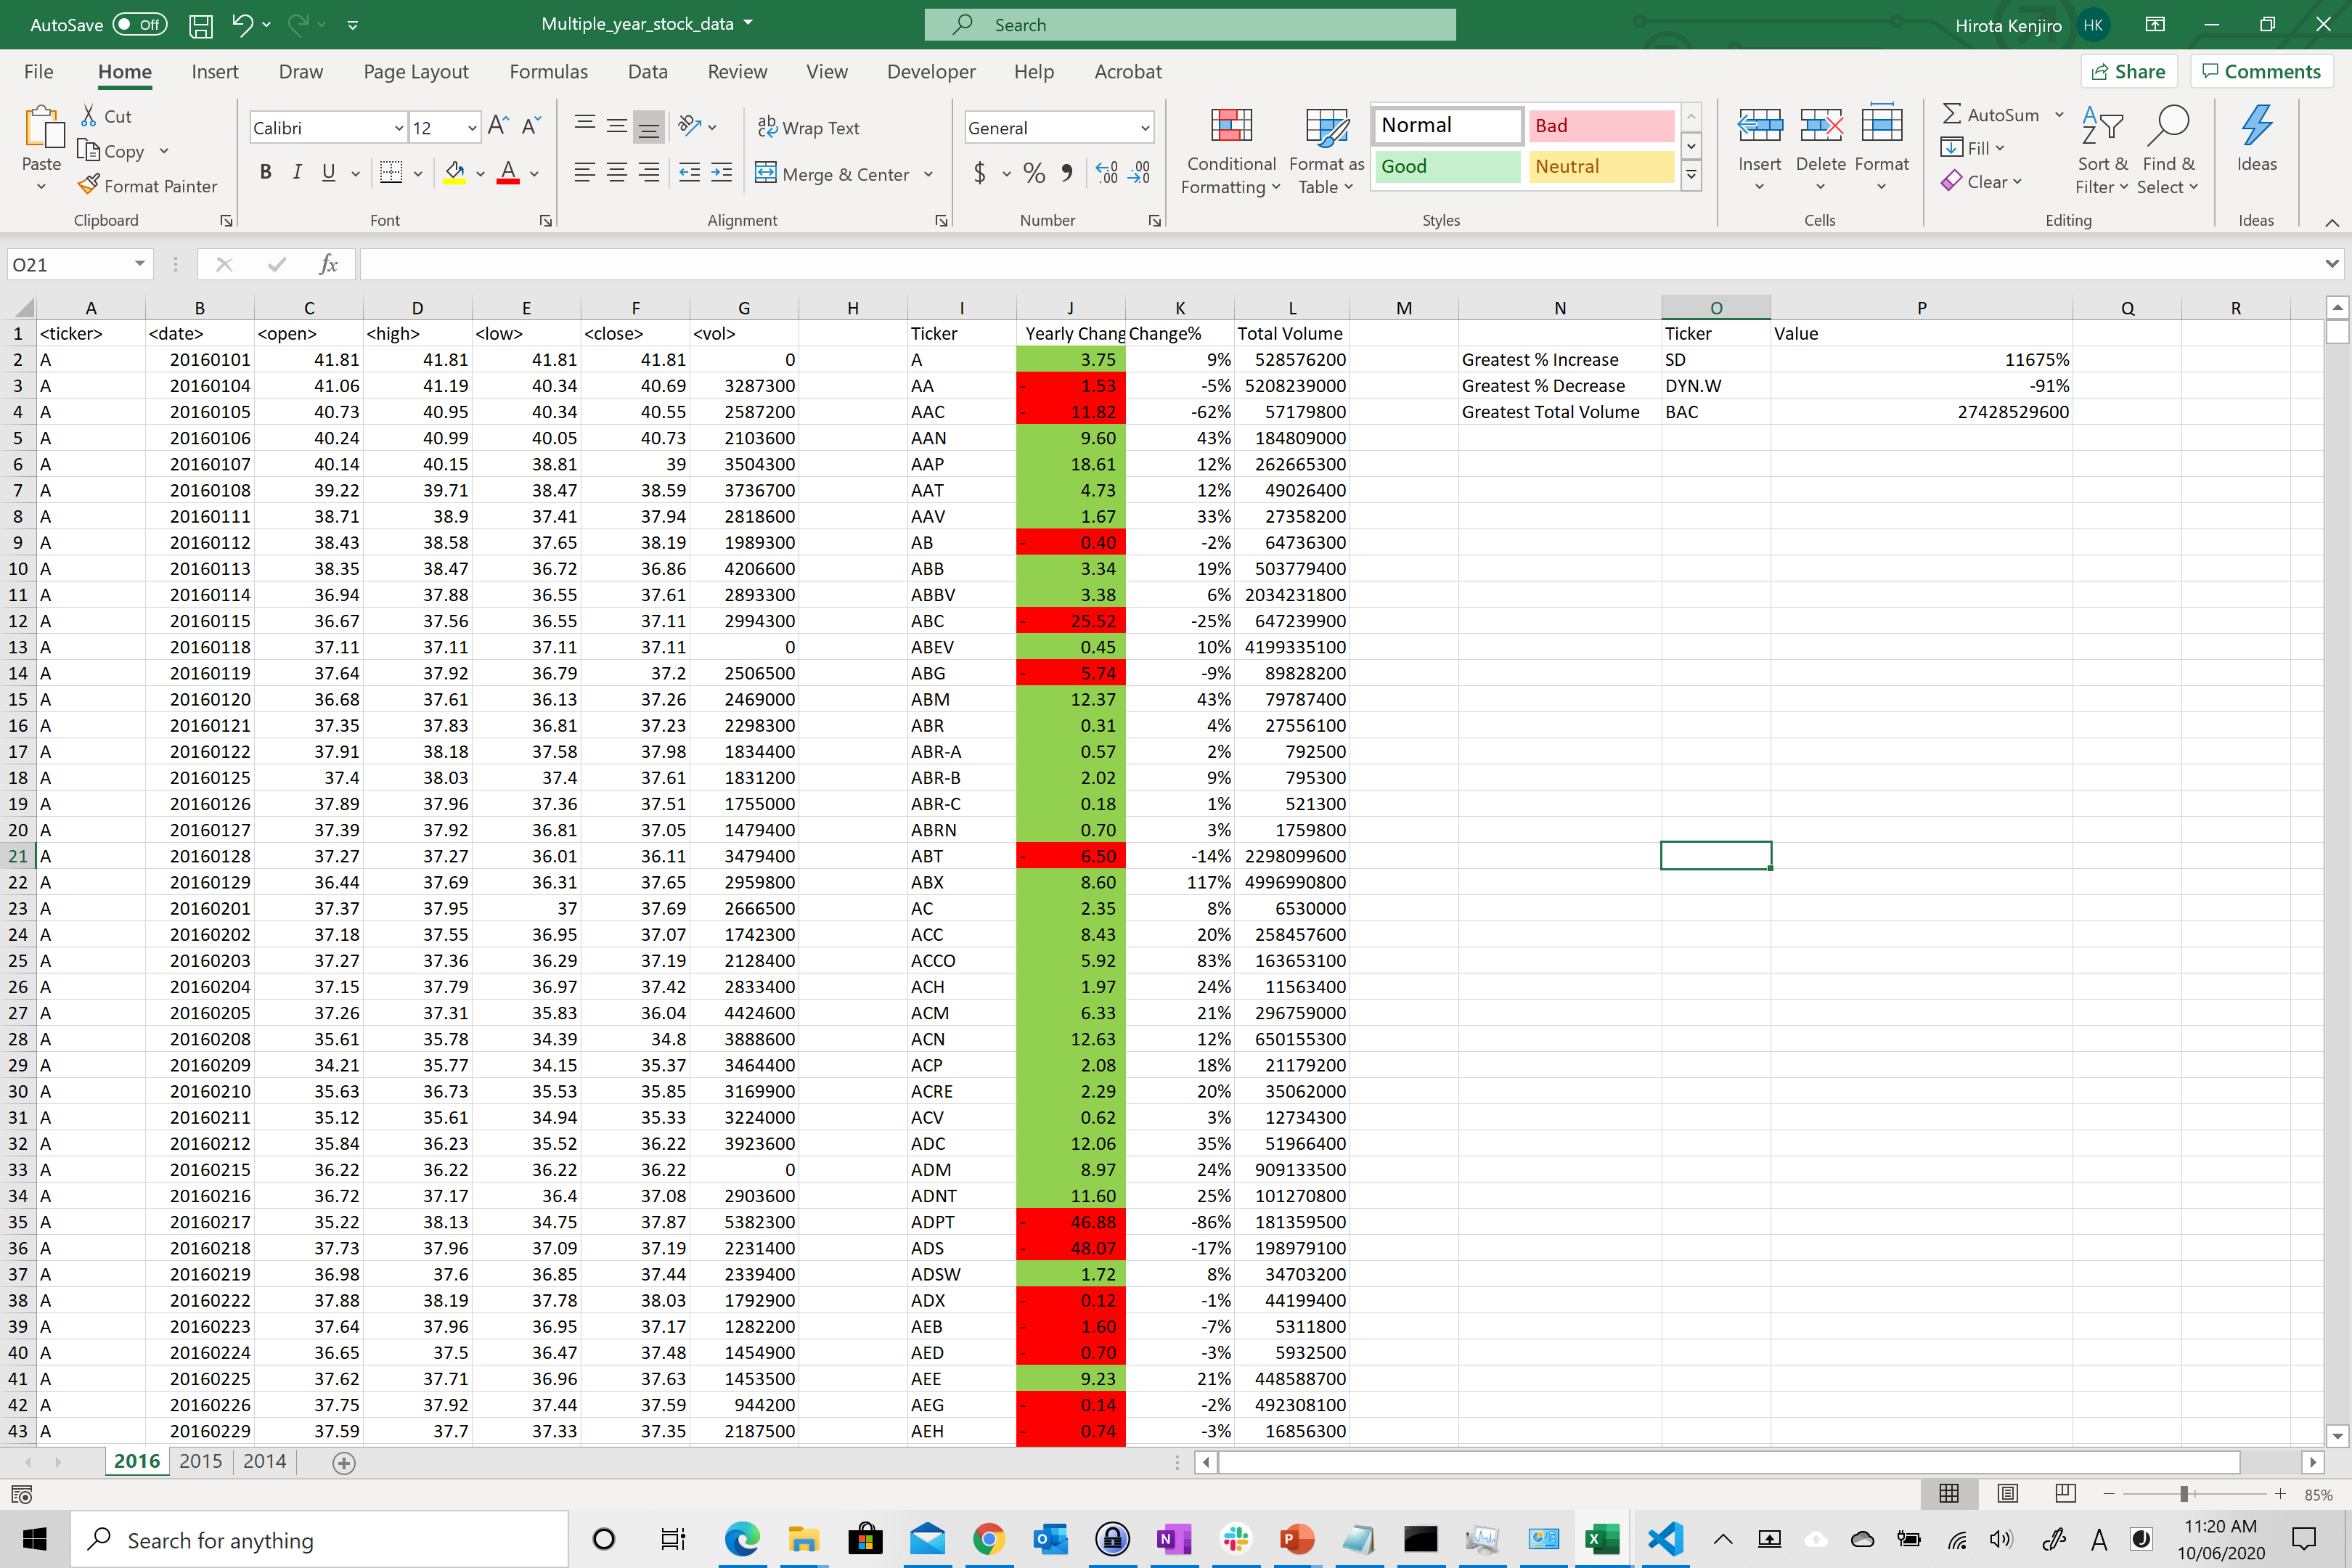 AutoSave Off Multiple_year_stock_data Search Hirota Kenjiro HK
File Home Insert Draw Page Layout Formulas Data Review View Developer Help Acrobat Share Comments
Paste Cut Copy Format Painter Clipboard
Calibri 12 B I U A Font
Wrap Text Merge & Center Alignment
General $ % Number
Conditional Formatting Format as Table Normal Bad Good Neutral Styles
Insert Delete Format Cells
AutoSum Fill Clear Sort & Filter Find & Select Editing
Ideas Ideas
O21 fx
A B C D E F G H I J K L M N O P Q R
1 <ticker> <date> <open> <high> <low> <close> <vol> Ticker Yearly Chang Change% Total Volume Ticker Value
2 A 20160101 41.81 41.81 41.81 41.81 0 A 3.75 9% 528576200 Greatest % Increase SD 11675%
3 A 20160104 41.06 41.19 40.34 40.69 3287300 AA - 1.53 -5% 5208239000 Greatest % Decrease DYN.W -91%
4 A 20160105 40.73 40.95 40.34 40.55 2587200 AAC - 11.82 -62% 57179800 Greatest Total Volume BAC 27428529600
5 A 20160106 40.24 40.99 40.05 40.73 2103600 AAN 9.60 43% 184809000
6 A 20160107 40.14 40.15 38.81 39 3504300 AAP 18.61 12% 262665300
7 A 20160108 39.22 39.71 38.47 38.59 3736700 AAT 4.73 12% 49026400
8 A 20160111 38.71 38.9 37.41 37.94 2818600 AAV 1.67 33% 27358200
9 A 20160112 38.43 38.58 37.65 38.19 1989300 AB - 0.40 -2% 64736300
10 A 20160113 38.35 38.47 36.72 36.86 4206600 ABB 3.34 19% 503779400
11 A 20160114 36.94 37.88 36.55 37.61 2893300 ABBV 3.38 6% 2034231800
12 A 20160115 36.67 37.56 36.55 37.11 2994300 ABC - 25.52 -25% 647239900
13 A 20160118 37.11 37.11 37.11 37.11 0 ABEV 0.45 10% 4199335100
14 A 20160119 37.64 37.92 36.79 37.2 2506500 ABG - 5.74 -9% 89828200
15 A 20160120 36.68 37.61 36.13 37.26 2469000 ABM 12.37 43% 79787400
16 A 20160121 37.35 37.83 36.81 37.23 2298300 ABR 0.31 4% 27556100
17 A 20160122 37.91 38.18 37.58 37.98 1834400 ABR-A 0.57 2% 792500
18 A 20160125 37.4 38.03 37.4 37.61 1831200 ABR-B 2.02 9% 795300
19 A 20160126 37.89 37.96 37.36 37.51 1755000 ABR-C 0.18 1% 521300
20 A 20160127 37.39 37.92 36.81 37.05 1479400 ABRN 0.70 3% 1759800
21 A 20160128 37.27 37.27 36.01 36.11 3479400 ABT - 6.50 -14% 2298099600
22 A 20160129 36.44 37.69 36.31 37.65 2959800 ABX 8.60 117% 4996990800
23 A 20160201 37.37 37.95 37 37.69 2666500 AC 2.35 8% 6530000
24 A 20160202 37.18 37.55 36.95 37.07 1742300 ACC 8.43 20% 258457600
25 A 20160203 37.27 37.36 36.29 37.19 2128400 ACCO 5.92 83% 163653100
26 A 20160204 37.15 37.79 36.97 37.42 2833400 ACH 1.97 24% 11563400
27 A 20160205 37.26 37.31 35.83 36.04 4424600 ACM 6.33 21% 296759000
28 A 20160208 35.61 35.78 34.39 34.8 3888600 ACN 12.63 12% 650155300
29 A 20160209 34.21 35.77 34.15 35.37 3464400 ACP 2.08 18% 21179200
30 A 20160210 35.63 36.73 35.53 35.85 3169900 ACRE 2.29 20% 35062000
31 A 20160211 35.12 35.61 34.94 35.33 3224000 ACV 0.62 3% 12734300
32 A 20160212 35.84 36.23 35.52 36.22 3923600 ADC 12.06 35% 51966400
33 A 20160215 36.22 36.22 36.22 36.22 0 ADM 8.97 24% 909133500
34 A 20160216 36.72 37.17 36.4 37.08 2903600 ADNT 11.60 25% 101270800
35 A 20160217 35.22 38.13 34.75 37.87 5382300 ADPT - 46.88 -86% 181359500
36 A 20160218 37.73 37.96 37.09 37.19 2231400 ADS - 48.07 -17% 198979100
37 A 20160219 36.98 37.6 36.85 37.44 2339400 ADSW 1.72 8% 34703200
38 A 20160222 37.88 38.19 37.78 38.03 1792900 ADX - 0.12 -1% 44199400
39 A 20160223 37.64 37.96 36.95 37.17 1282200 AEB - 1.60 -7% 5311800
40 A 20160224 36.65 37.5 36.47 37.48 1454900 AED - 0.70 -3% 5932500
41 A 20160225 37.62 37.71 36.96 37.63 1453500 AEE 9.23 21% 448588700
42 A 20160226 37.75 37.92 37.44 37.59 944200 AEG - 0.14 -2% 492308100
43 A 20160229 37.59 37.7 37.33 37.35 2187500 AEH - 0.74 -3% 16856300
2016 2015 2014
85%
Search for anything
11:20 AM
10/06/2020